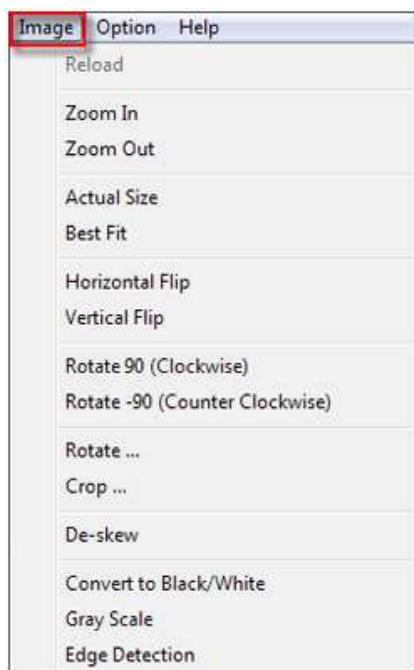 Image Option Help
Reload
Zoom In
Zoom Out
Actual Size
Best Fit
Horizontal Flip
Vertical Flip
Rotate 90 (Clockwise)
Rotate -90 (Counter Clockwise)
Rotate ...
Crop ...
De-skew
Convert to Black/White
Gray Scale
Edge Detection